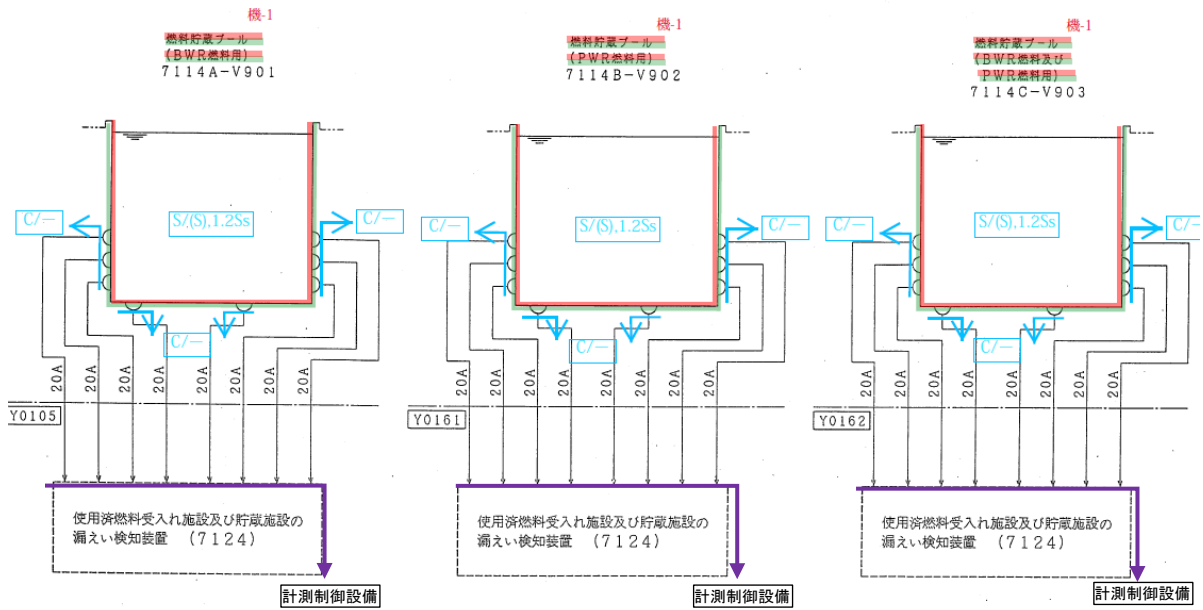 機-1
燃料貯蔵プール
(BWR燃料用)
7114A-V901
C/—
S/(S),1.2Ss
C/—
C/—
20A
20A
20A
20A
20A
20A
20A
20A
Y0105
使用済燃料受入れ施設及び貯蔵施設の
漏えい検知装置 (7124)
計測制御設備
機-1
燃料貯蔵プール
(PWR燃料用)
7114B-V902
C/—
S/(S),1.2Ss
C/—
C/—
20A
20A
20A
20A
20A
20A
20A
20A
Y0161
使用済燃料受入れ施設及び貯蔵施設の
漏えい検知装置 (7124)
計測制御設備
機-1
燃料貯蔵プール
(BWR燃料及び
PWR燃料用)
7114C-V903
C/—
S/(S),1.2Ss
C/—
C/—
20A
20A
20A
20A
20A
20A
20A
20A
Y0162
使用済燃料受入れ施設及び貯蔵施設の
漏えい検知装置 (7124)
計測制御設備